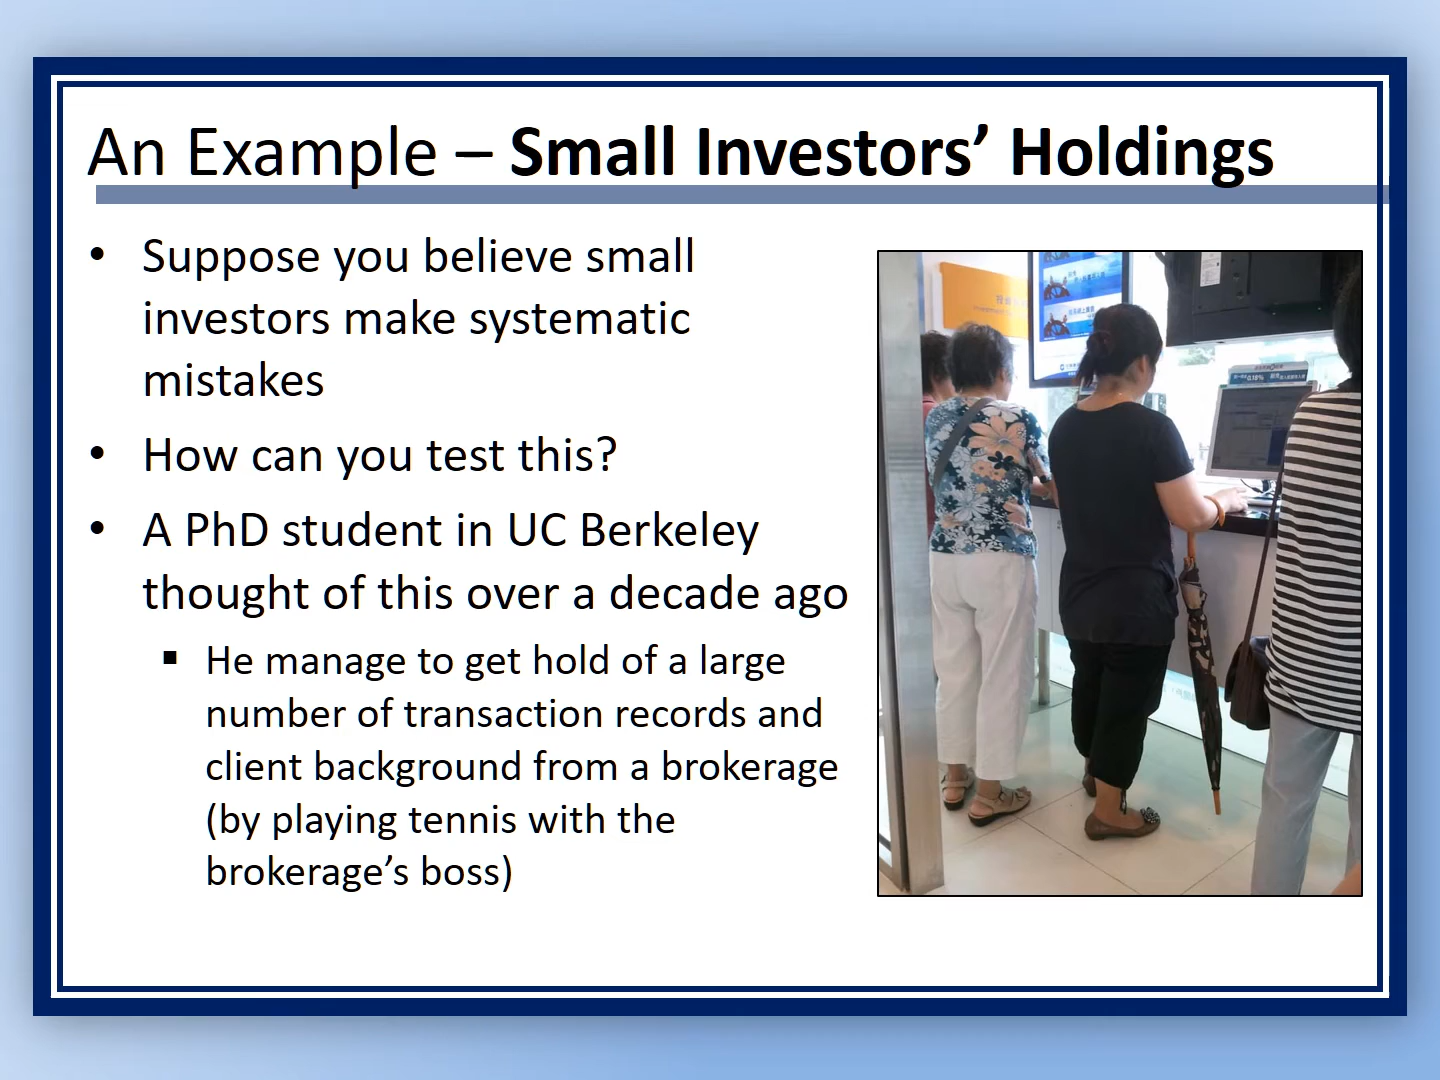 An Example – Small Investors’ Holdings
• Suppose you believe small
investors make systematic
mistakes
• How can you test this?
• A PhD student in UC Berkeley
thought of this over a decade ago
▪ He manage to get hold of a large
number of transaction records and
client background from a brokerage
(by playing tennis with the
brokerage’s boss)
0.18%